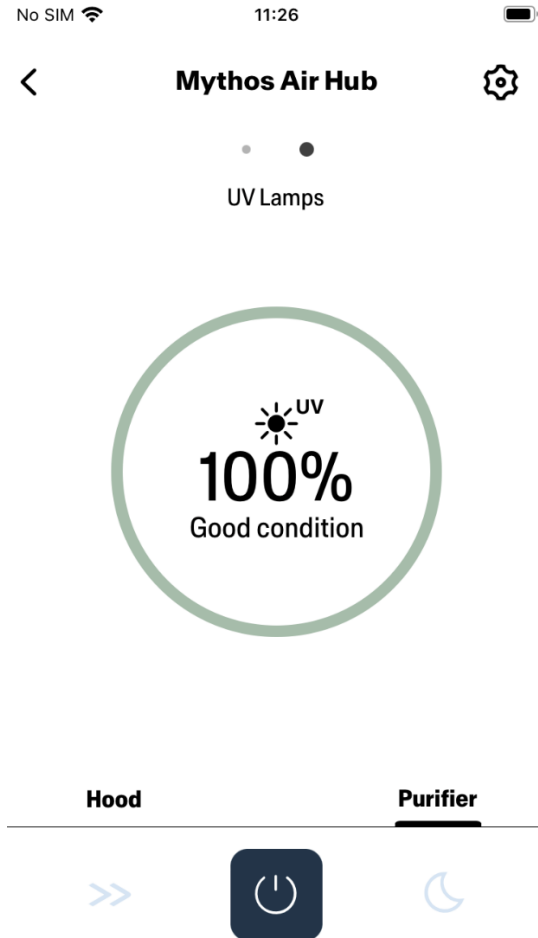 No SIM 11:26
Mythos Air Hub
UV Lamps
UV
100%
Good condition
Hood Purifier